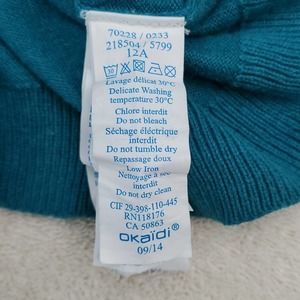 70228 / 0233
218504 / 5799
12A
30
Lavage délicat 30°C
Delicate Washing
temperature 30°C
Chlore interdit
Do not bleach
Séchage éléctrique
interdit
Do not tumble dry
Repassage doux
Low Iron
Nettoyage à sec
interdit
Do not dry clean
CIF 29-398-110-445
RN118176
CA 50863
OKAÏDI®
09/14